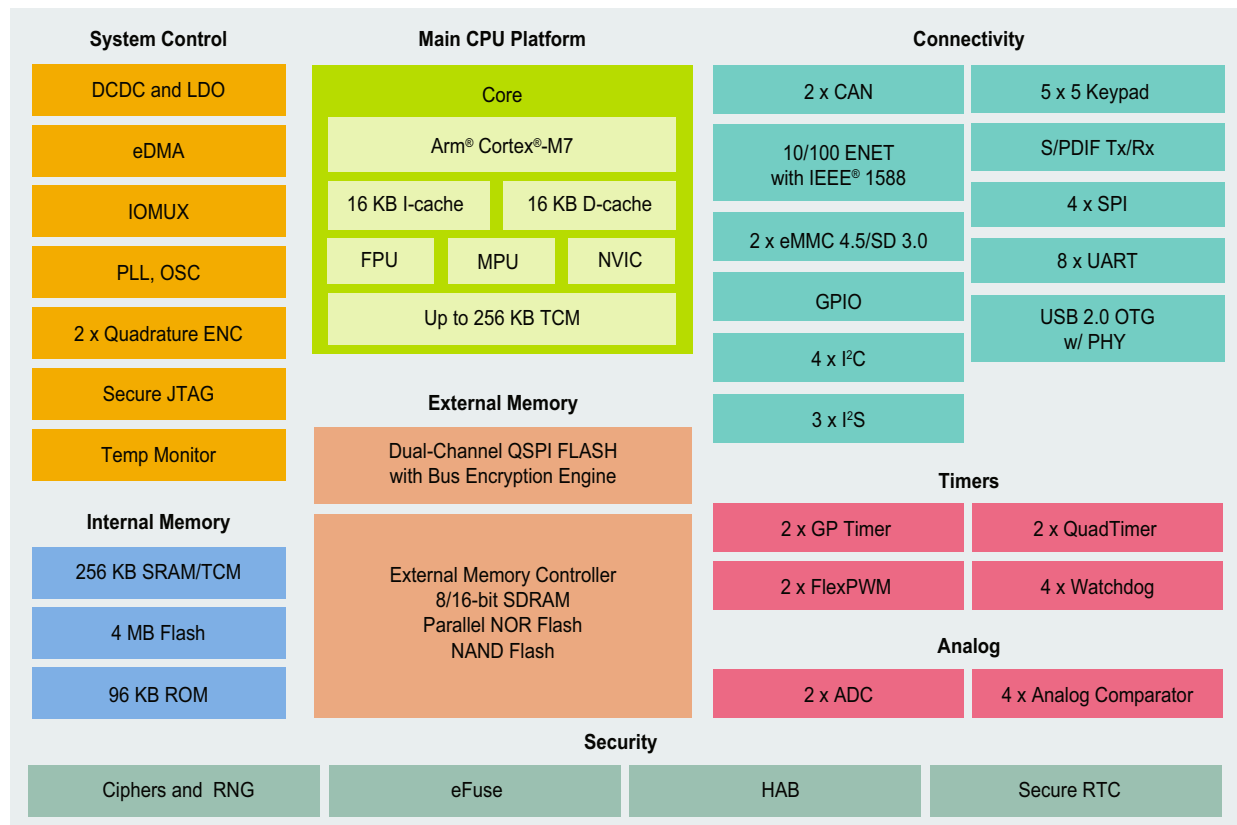 System Control
DCDC and LDO
eDMA
IOMUX
PLL, OSC
2 x Quadrature ENC
Secure JTAG
Temp Monitor
Internal Memory
256 KB SRAM/TCM
4 MB Flash
96 KB ROM
Main CPU Platform
Core
Arm® Cortex®-M7
16 KB I-cache
16 KB D-cache
FPU
MPU
NVIC
Up to 256 KB TCM
External Memory
Dual-Channel QSPI FLASH
with Bus Encryption Engine
External Memory Controller
8/16-bit SDRAM
Parallel NOR Flash
NAND Flash
Connectivity
2 x CAN
10/100 ENET
with IEEE® 1588
2 x eMMC 4.5/SD 3.0
GPIO
4 x I²C
3 x I²S
5 x 5 Keypad
S/PDIF Tx/Rx
4 x SPI
8 x UART
USB 2.0 OTG
w/ PHY
Timers
2 x GP Timer
2 x QuadTimer
2 x FlexPWM
4 x Watchdog
Analog
2 x ADC
4 x Analog Comparator
Security
Ciphers and RNG
eFuse
HAB
Secure RTC